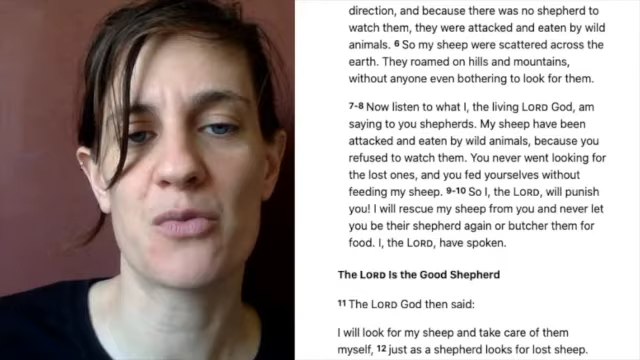 direction, and because there was no shepherd to
watch them, they were attacked and eaten by wild
animals. 6 So my sheep were scattered across the
earth. They roamed on hills and mountains,
without anyone even bothering to look for them.
7-8 Now listen to what I, the living LORD God, am
saying to you shepherds. My sheep have been
attacked and eaten by wild animals, because you
refused to watch them. You never went looking for
the lost ones, and you fed yourselves without
feeding my sheep. 9-10 So I, the LORD, will punish
you! I will rescue my sheep from you and never let
you be their shepherd again or butcher them for
food. I, the LORD, have spoken.
The LORD Is the Good Shepherd
11 The LORD God then said:
I will look for my sheep and take care of them
myself, 12 just as a shepherd looks for lost sheep.